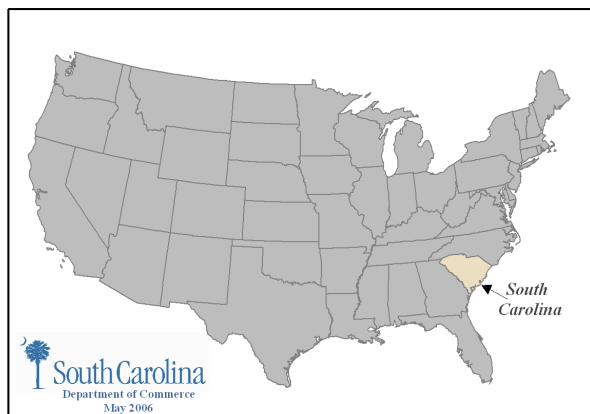 South
Carolina
South Carolina
Department of Commerce
May 2006